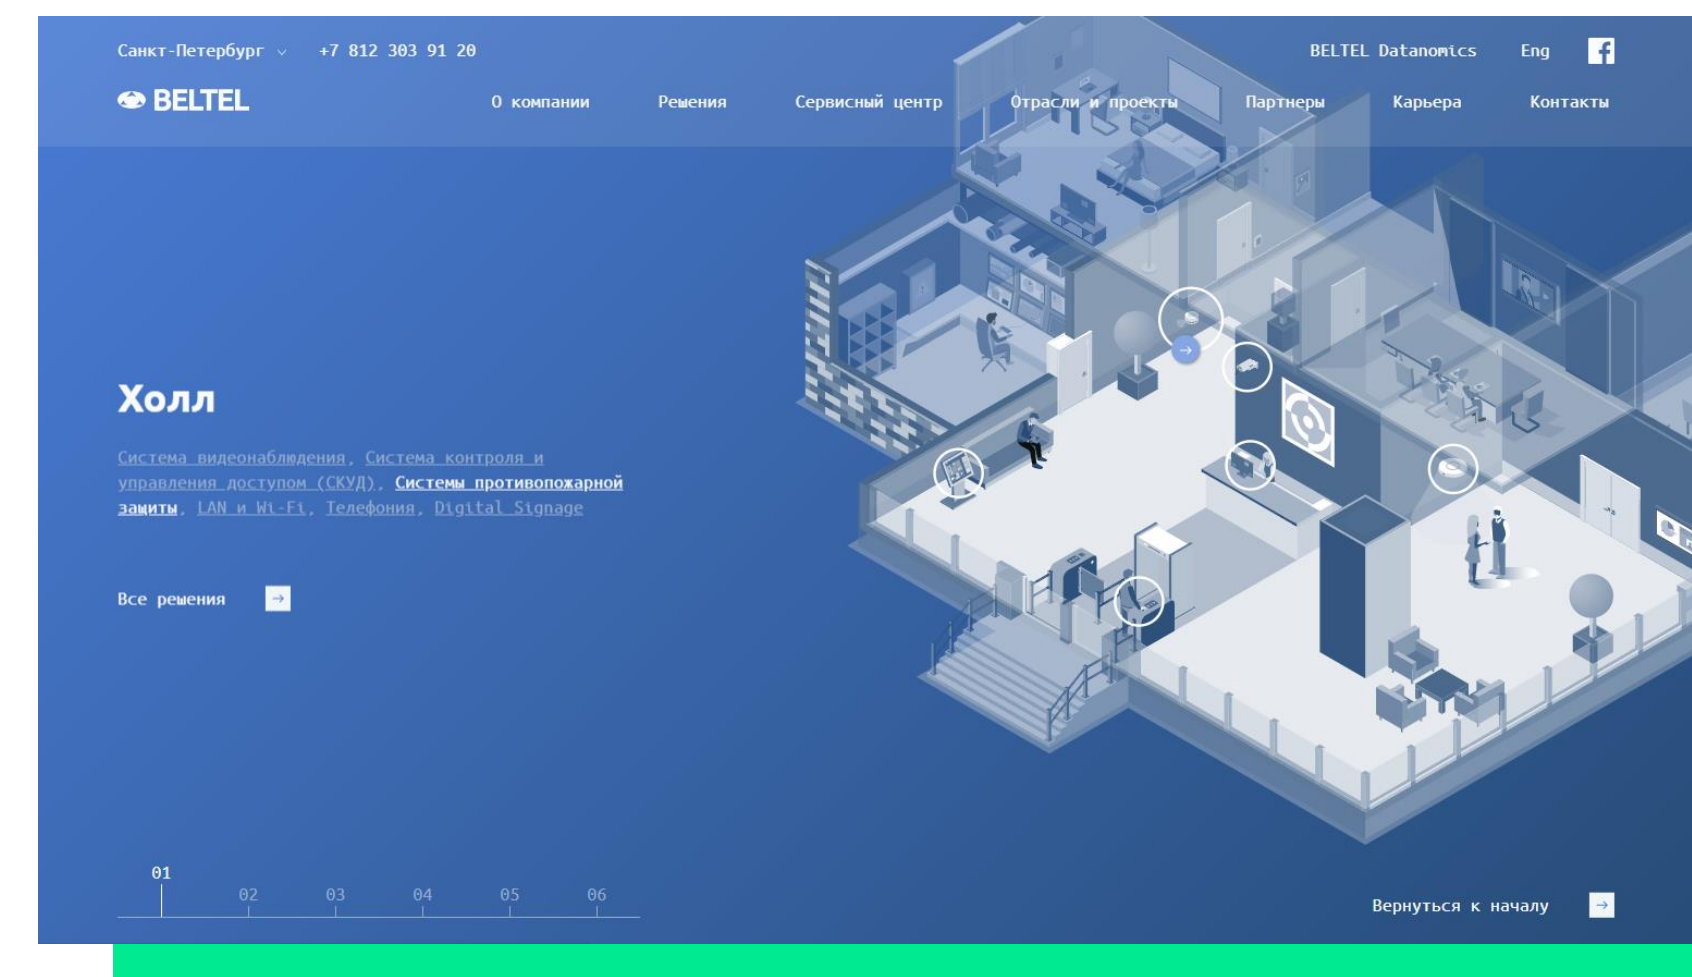 Санкт-Петербург +7 812 303 91 20 BELTEL Datanomics Eng
BELTEL О компании Решения Сервисный центр Отрасли и проекты Партнеры Карьера Контакты
Холл
Система видеонаблюдения, Система контроля и
управления доступом (СКУД), Системы противопожарной
защиты, LAN и Wi-Fi, Телефония, Digital Signage
Все решения
01 02 03 04 05 06
Вернуться к началу